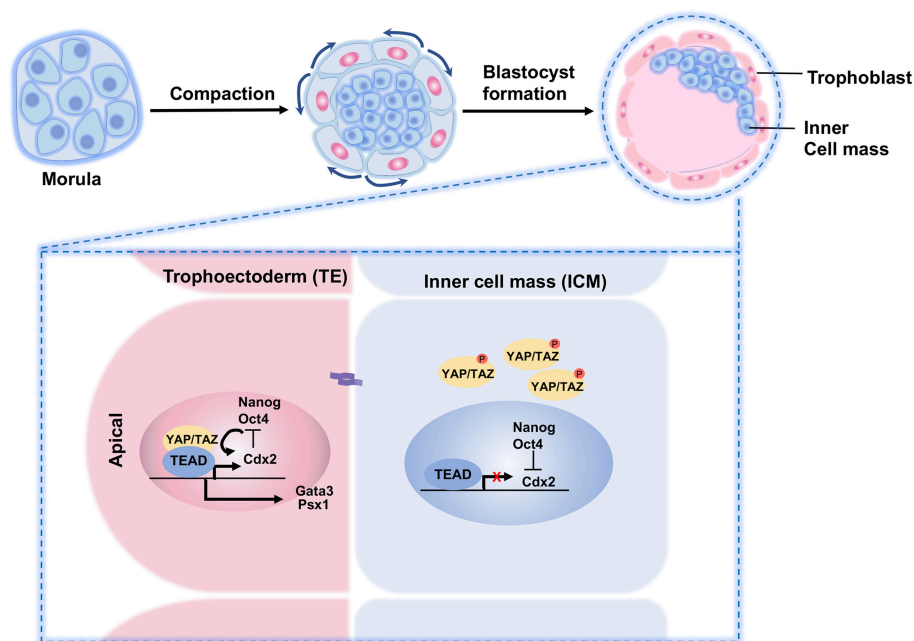 Morula
Compaction
Blastocyst
formation
Trophoblast
Inner
Cell mass
Trophoectoderm (TE)
Inner cell mass (ICM)
Apical
Nanog
Oct4
YAP/TAZ
TEAD
Cdx2
Gata3
Psx1
P
YAP/TAZ
P
YAP/TAZ
P
YAP/TAZ
Nanog
Oct4
TEAD
X
Cdx2